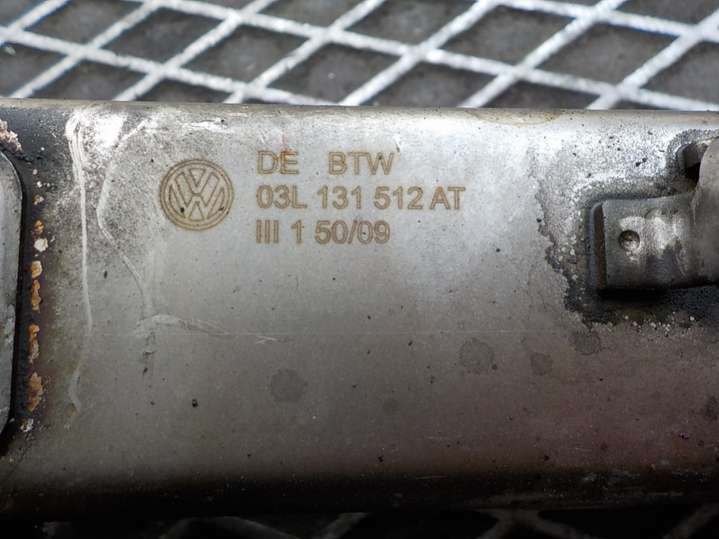 DE BTW
03L 131 512 AT
III 1 50/09